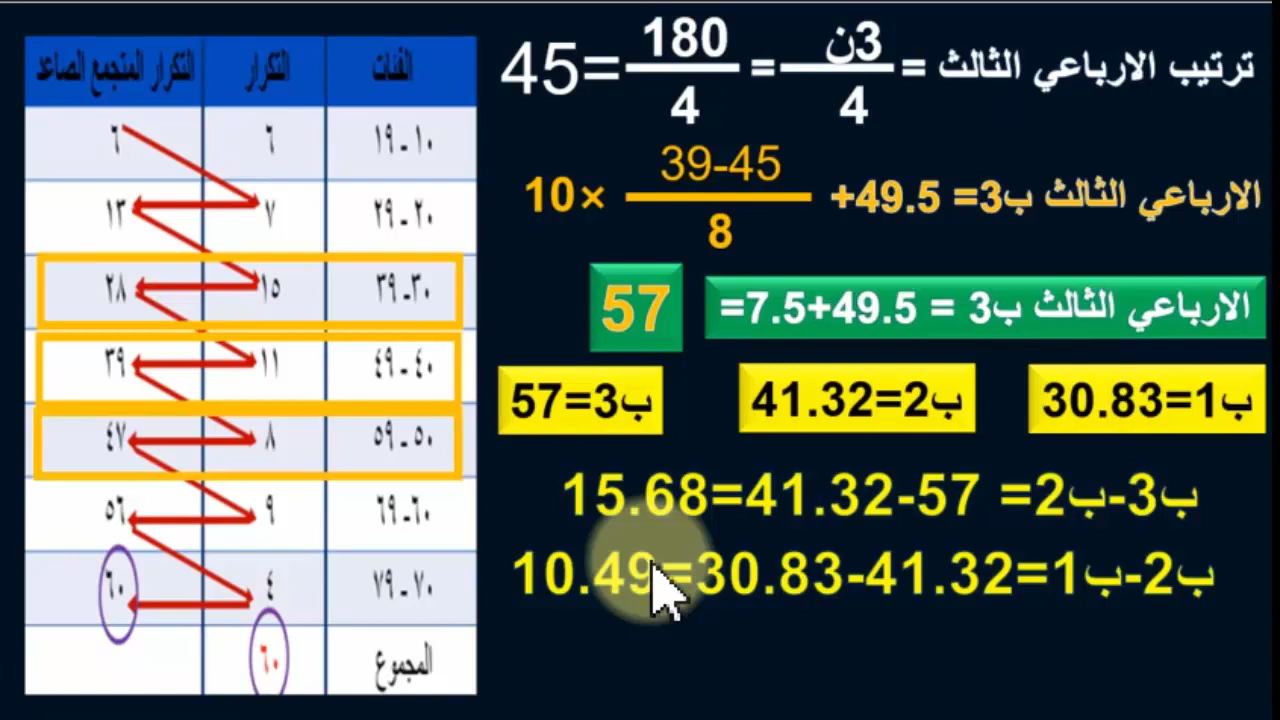 الفئات التكرار التكرار المتجمع الصاعد
١٠ - ١٩ ٦ ٦
٢٠ - ٢٩ ٧ ١٣
٣٠ - ٣٩ ١٥ ٢٨
٤٠ - ٤٩ ١١ ٣٩
٥٠ - ٥٩ ٨ ٤٧
٦٠ - ٦٩ ٩ ٥٦
٧٠ - ٧٩ ٤ ٦٠
المجموع ٦٠
ترتيب الارباعي الثالث = 3ن/4 = 180/4 =45
الارباعي الثالث ب3= 49.5+ 39-45/8 ×10
الارباعي الثالث ب3 = 49.5+7.5=
57
ب1=30.83
ب2=41.32
ب3=57
ب3-ب2= 57-41.32=15.68
ب2-ب1=41.32-30.83=10.49